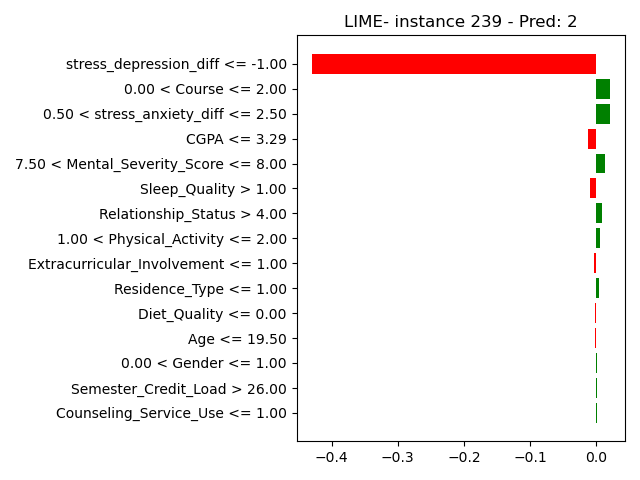 LIME- instance 239 - Pred: 2
stress_depression_diff <= -1.00
0.00 < Course <= 2.00
0.50 < stress_anxiety_diff <= 2.50
CGPA <= 3.29
7.50 < Mental_Severity_Score <= 8.00
Sleep_Quality > 1.00
Relationship_Status > 4.00
1.00 < Physical_Activity <= 2.00
Extracurricular_Involvement <= 1.00
Residence_Type <= 1.00
Diet_Quality <= 0.00
Age <= 19.50
0.00 < Gender <= 1.00
Semester_Credit_Load > 26.00
Counseling_Service_Use <= 1.00
−0.4 −0.3 −0.2 −0.1 0.0